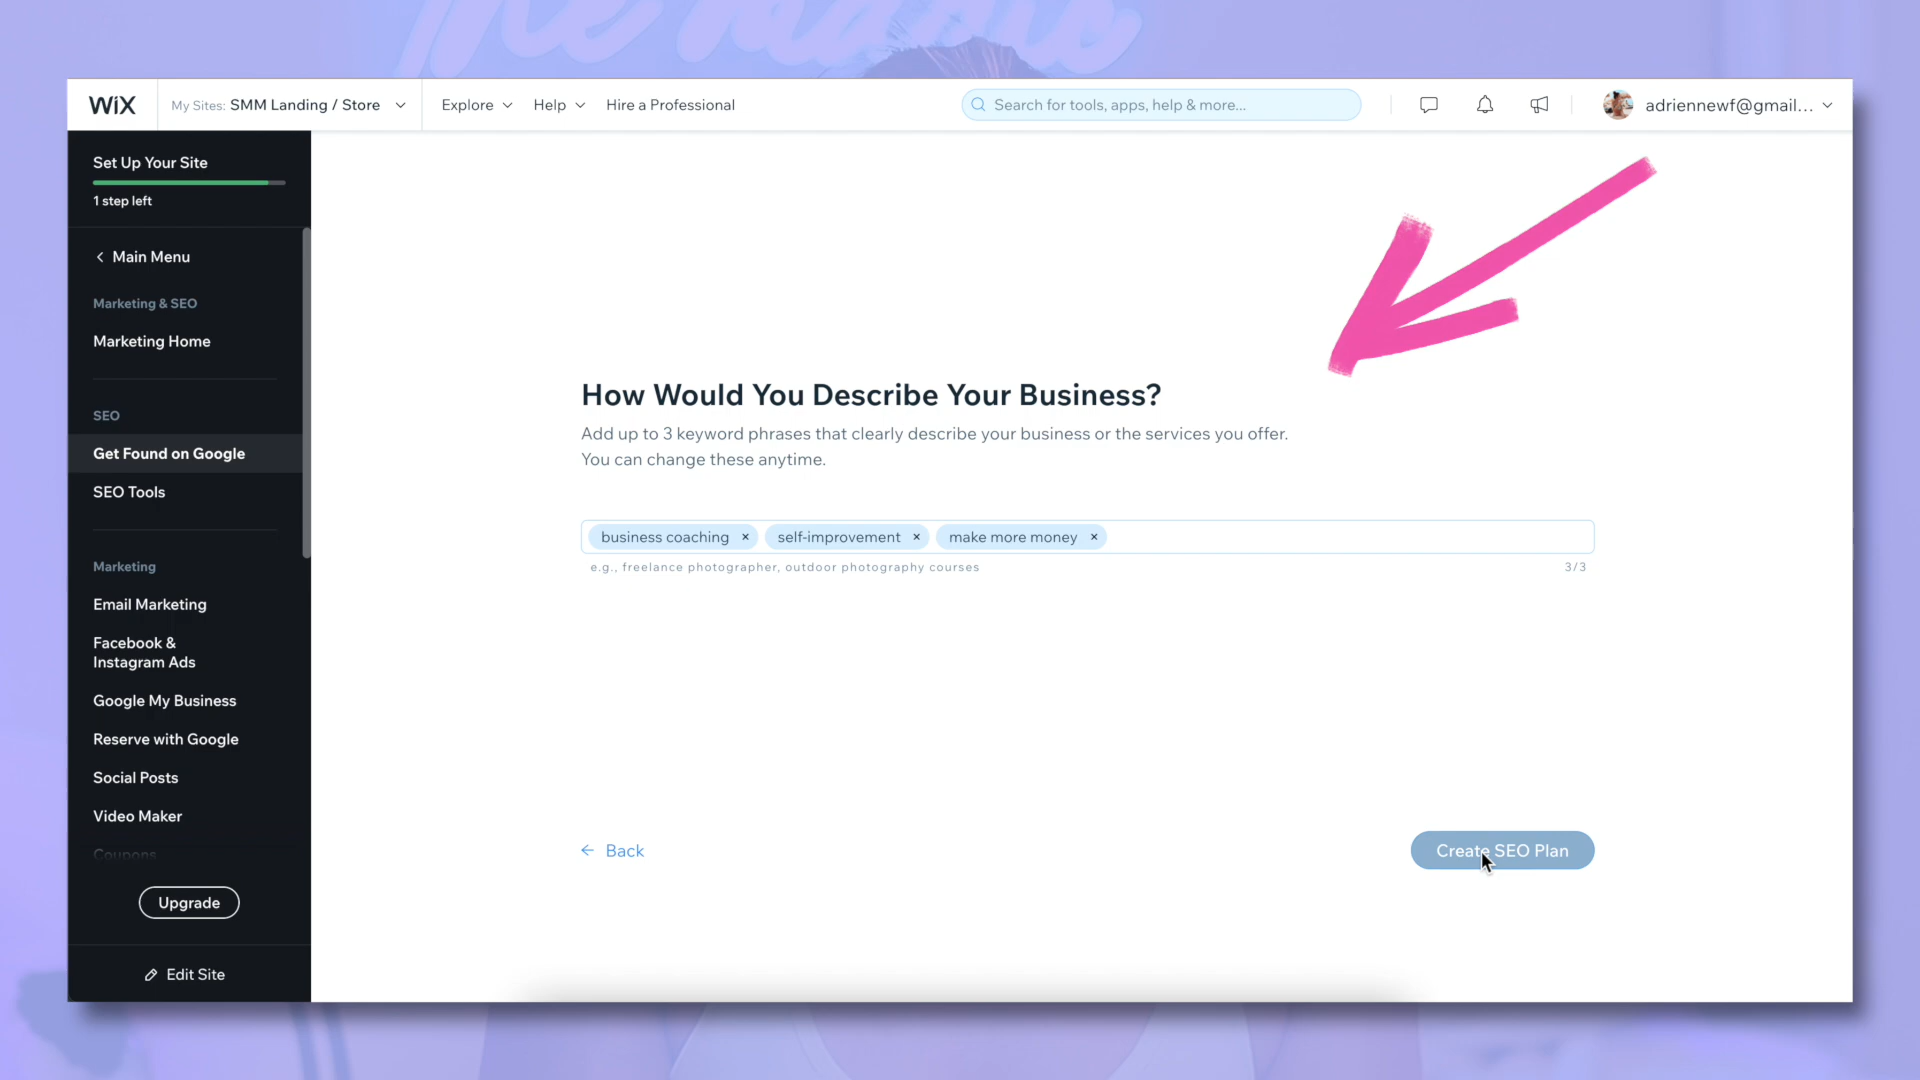 WiX
My Sites: SMM Landing / Store
Explore
Help
Hire a Professional
Search for tools, apps, help & more...
adriennewf@gmail...
Set Up Your Site
1 step left
Main Menu
Marketing & SEO
Marketing Home
SEO
Get Found on Google
SEO Tools
Marketing
Email Marketing
Facebook &
Instagram Ads
Google My Business
Reserve with Google
Social Posts
Video Maker
Coupons
Upgrade
Edit Site
How Would You Describe Your Business?
Add up to 3 keyword phrases that clearly describe your business or the services you offer.
You can change these anytime.
business coaching × self-improvement × make more money ×
e.g., freelance photographer, outdoor photography courses
3/3
Back
Create SEO Plan